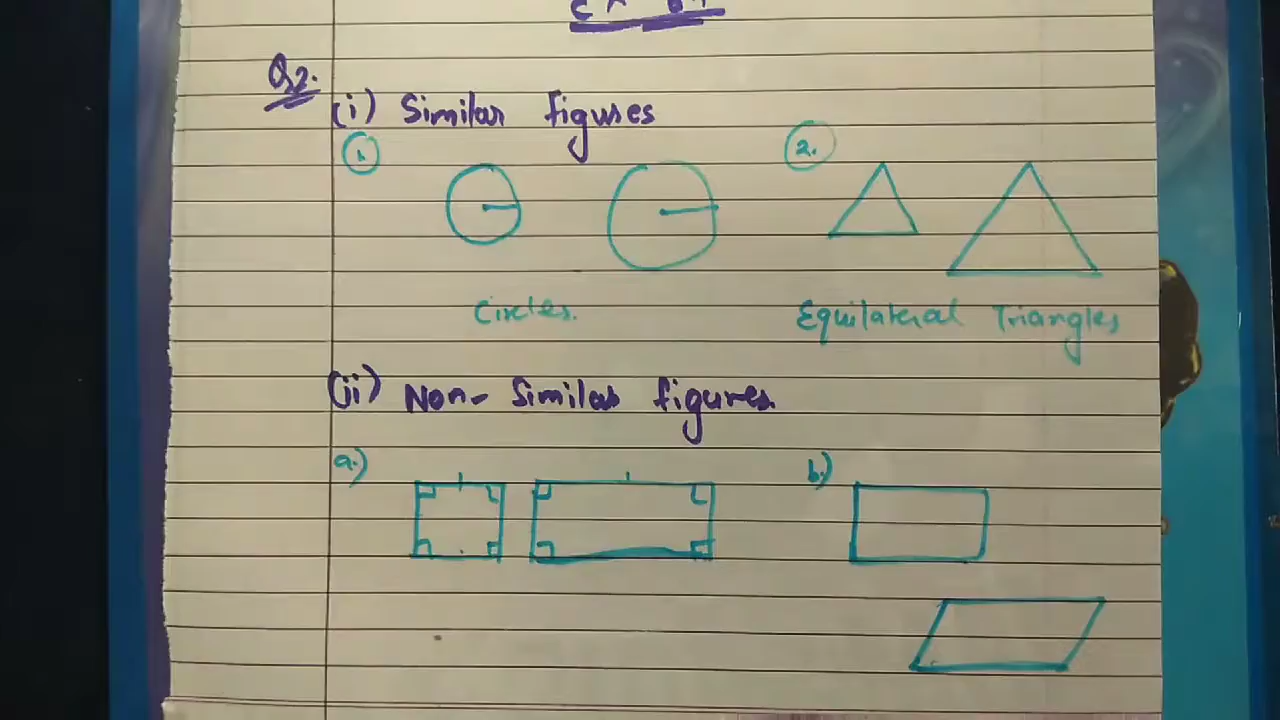 Q2.
(i) Similar figures
1. 2.
Circles. Equilateral Triangles
(ii) Non- Similar figures.
a.) b.)